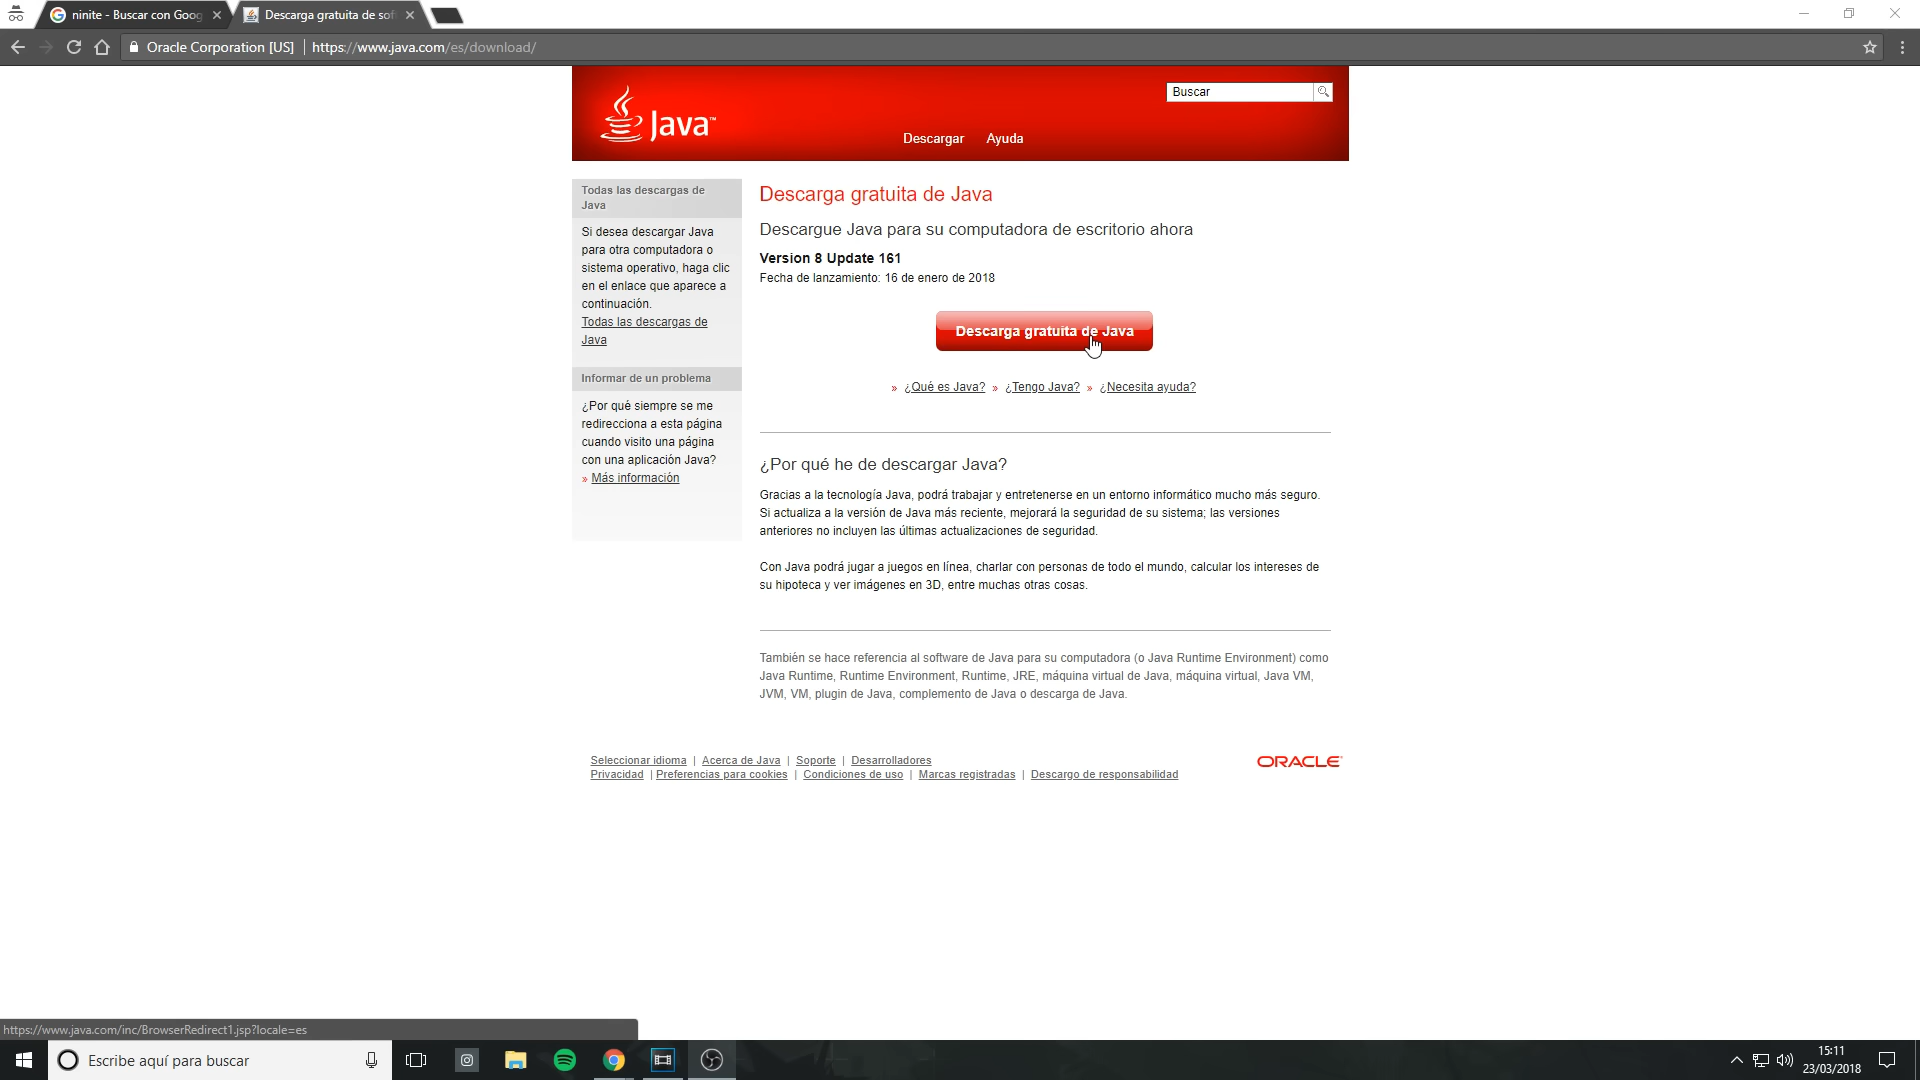 ninite - Buscar con Goog
Descarga gratuita de sof
Oracle Corporation [US]
https://www.java.com/es/download/
Java™
Buscar
Descargar Ayuda
Todas las descargas de
Java
Si desea descargar Java
para otra computadora o
sistema operativo, haga clic
en el enlace que aparece a
continuación.
Todas las descargas de
Java
Informar de un problema
¿Por qué siempre se me
redirecciona a esta página
cuando visito una página
con una aplicación Java?
» Más información
Descarga gratuita de Java
Descargue Java para su computadora de escritorio ahora
Version 8 Update 161
Fecha de lanzamiento: 16 de enero de 2018
Descarga gratuita de Java
» ¿Qué es Java? » ¿Tengo Java? » ¿Necesita ayuda?
¿Por qué he de descargar Java?
Gracias a la tecnología Java, podrá trabajar y entretenerse en un entorno informático mucho más seguro.
Si actualiza a la versión de Java más reciente, mejorará la seguridad de su sistema; las versiones
anteriores no incluyen las últimas actualizaciones de seguridad.
Con Java podrá jugar a juegos en línea, charlar con personas de todo el mundo, calcular los intereses de
su hipoteca y ver imágenes en 3D, entre muchas otras cosas.
También se hace referencia al software de Java para su computadora (o Java Runtime Environment) como
Java Runtime, Runtime Environment, Runtime, JRE, máquina virtual de Java, máquina virtual, Java VM,
JVM, VM, plugin de Java, complemento de Java o descarga de Java.
Seleccionar idioma | Acerca de Java | Soporte | Desarrolladores
Privacidad | Preferencias para cookies | Condiciones de uso | Marcas registradas | Descargo de responsabilidad
ORACLE
https://www.java.com/inc/BrowserRedirect1.jsp?locale=es
Escribe aquí para buscar
15:11
23/03/2018